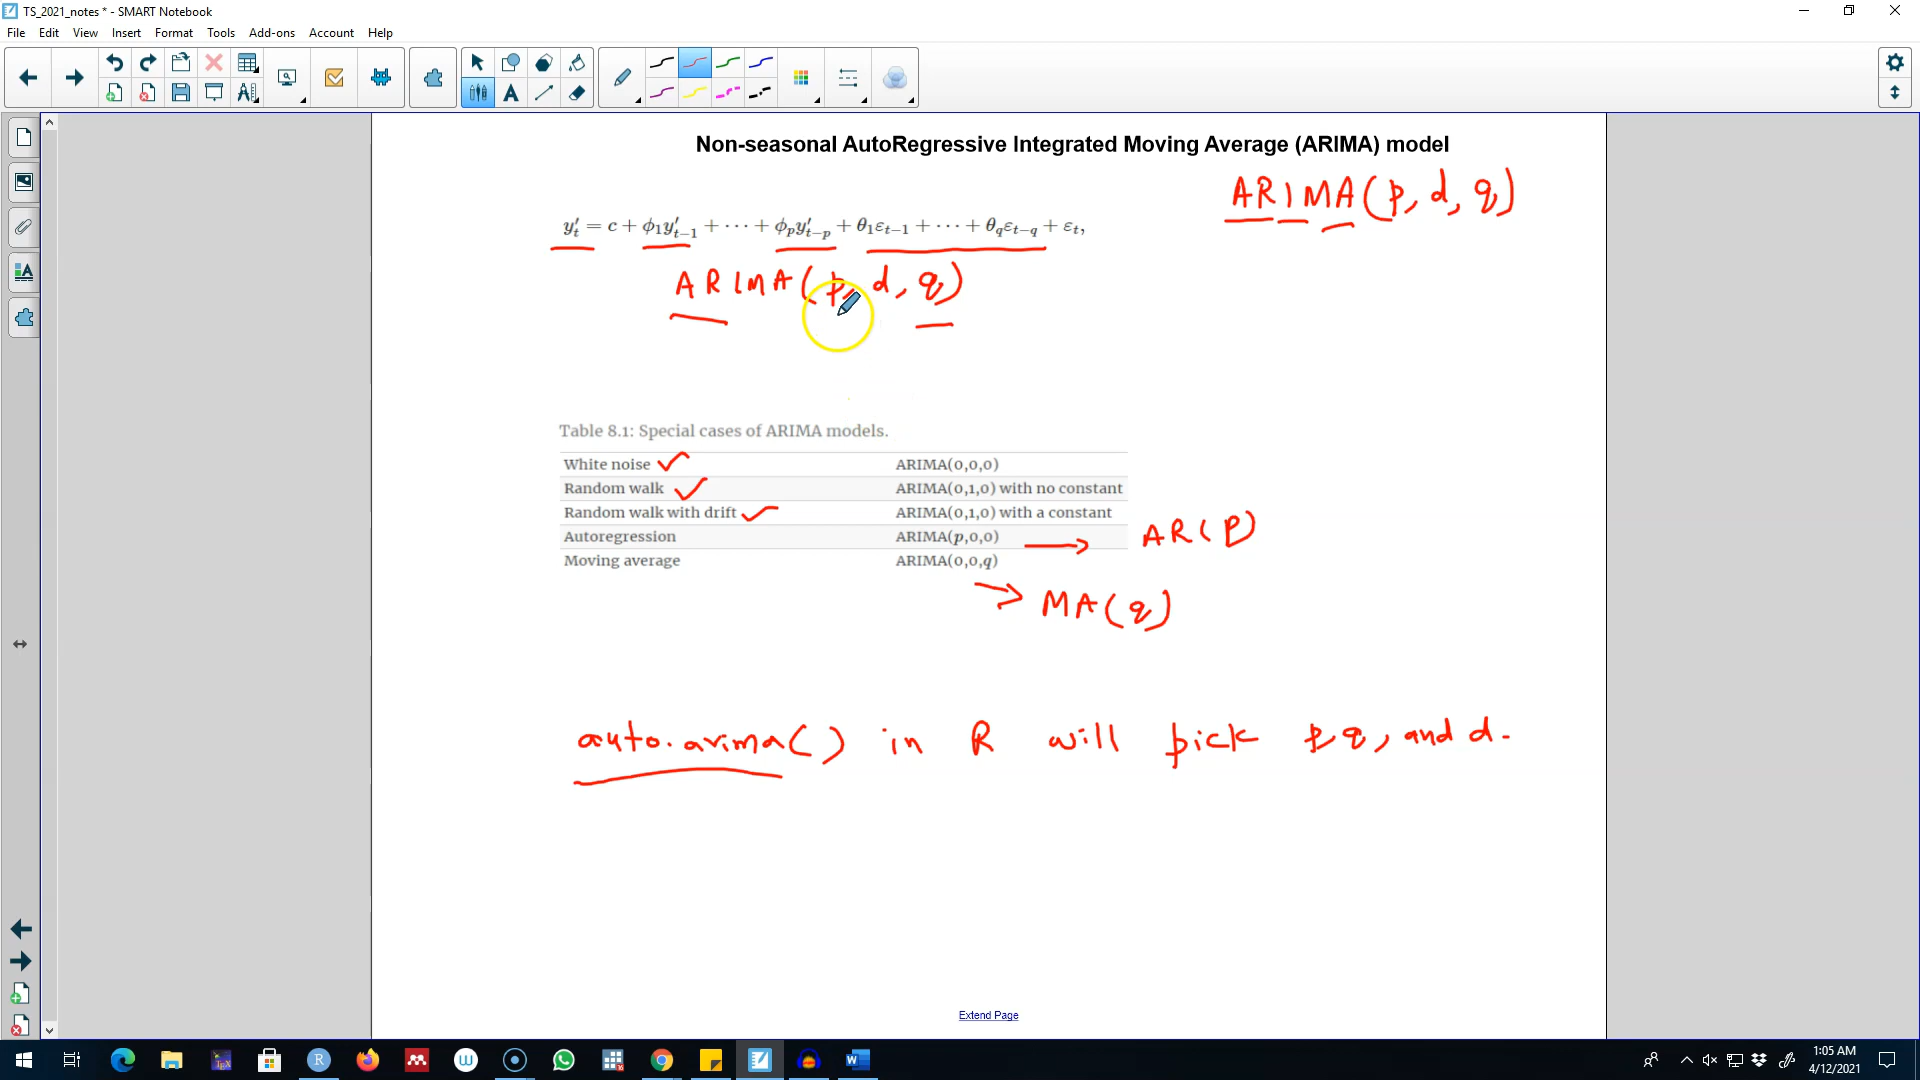 TS_2021_notes * - SMART Notebook
File Edit View Insert Format Tools Add-ons Account Help
Non-seasonal AutoRegressive Integrated Moving Average (ARIMA) model
ARIMA(p, d, q)
y′ₜ = c + ϕ₁y′ₜ₋₁ + ⋯ + ϕₚy′ₜ₋ₚ + θ₁εₜ₋₁ + ⋯ + θ_qεₜ₋q + εₜ,
ARIMA(p, d, q)
Table 8.1: Special cases of ARIMA models.
White noise ARIMA(0,0,0)
Random walk ARIMA(0,1,0) with no constant
Random walk with drift ARIMA(0,1,0) with a constant
Autoregression ARIMA(p,0,0) → AR(P)
Moving average ARIMA(0,0,q)
→ MA(q)
auto.arima() in R will pick p, q, and d.
Extend Page
1:05 AM
4/12/2021